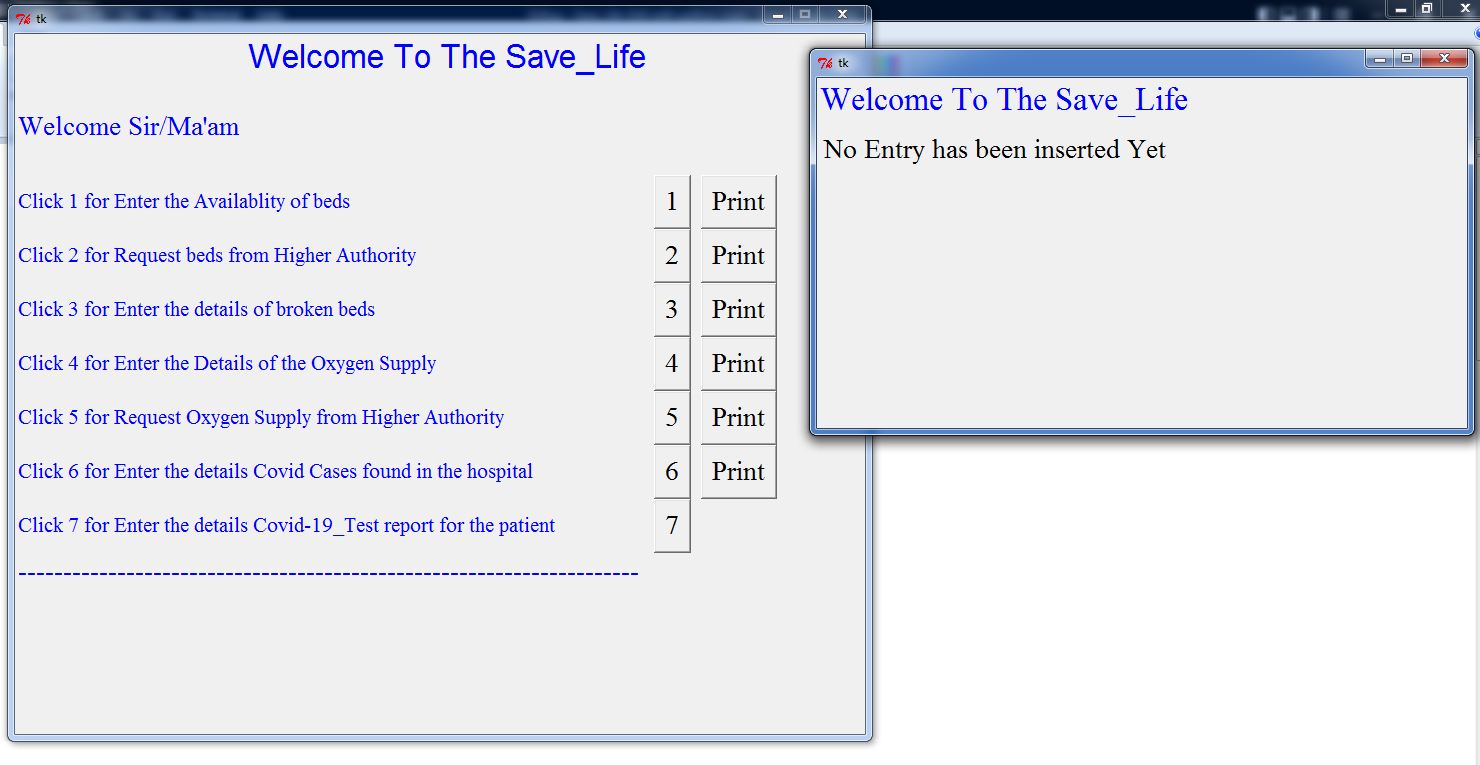 tk
Welcome To The Save_Life
Welcome Sir/Ma'am
Click 1 for Enter the Availablity of beds 1 Print
Click 2 for Request beds from Higher Authority 2 Print
Click 3 for Enter the details of broken beds 3 Print
Click 4 for Enter the Details of the Oxygen Supply 4 Print
Click 5 for Request Oxygen Supply from Higher Authority 5 Print
Click 6 for Enter the details Covid Cases found in the hospital 6 Print
Click 7 for Enter the details Covid-19_Test report for the patient 7
---------------------------------------------------------------------
tk
Welcome To The Save_Life
No Entry has been inserted Yet